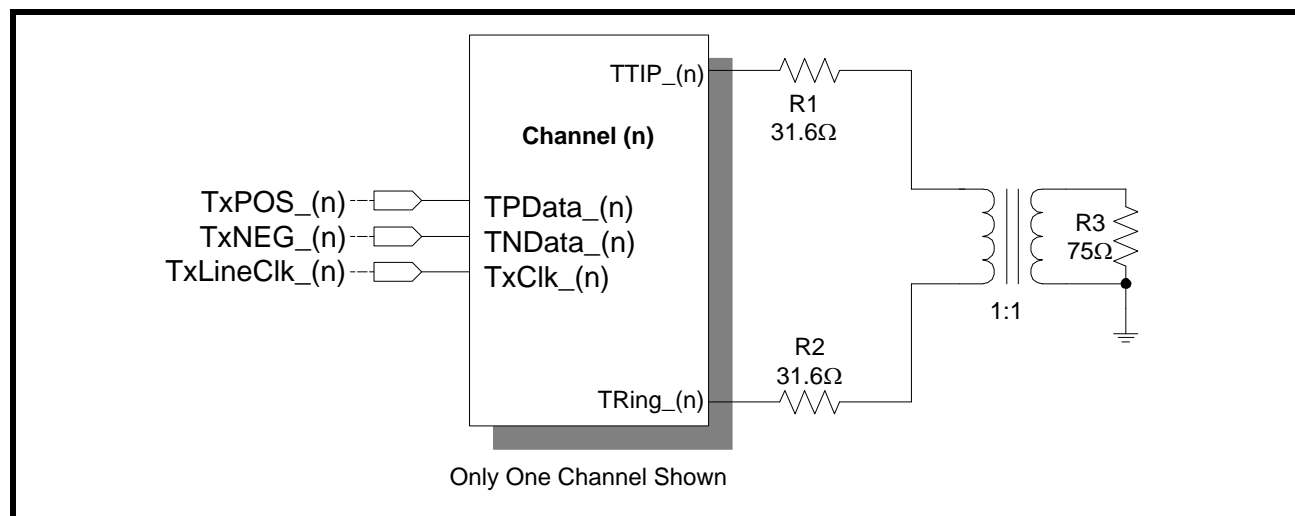 TTIP_(n)
R1
31.6Ω
Channel (n)
TxPOS_(n)
TPData_(n)
TxNEG_(n)
TNData_(n)
TxLineClk_(n)
TxClk_(n)
R3
75Ω
1:1
R2
31.6Ω
TRing_(n)
Only One Channel Shown